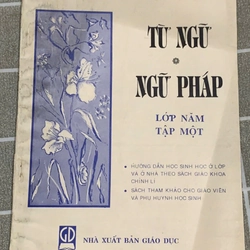 TỪ NGỮ
NGỮ PHÁP
LỚP NĂM
TẬP MỘT
• HƯỚNG DẪN HỌC SINH HỌC Ở LỚP
VÀ Ở NHÀ THEO SÁCH GIÁO KHOA
CHỈNH LÍ
• SÁCH THAM KHẢO CHO GIÁO VIÊN
VÀ PHỤ HUYNH HỌC SINH
GD
NHÀ XUẤT BẢN GIÁO DỤC